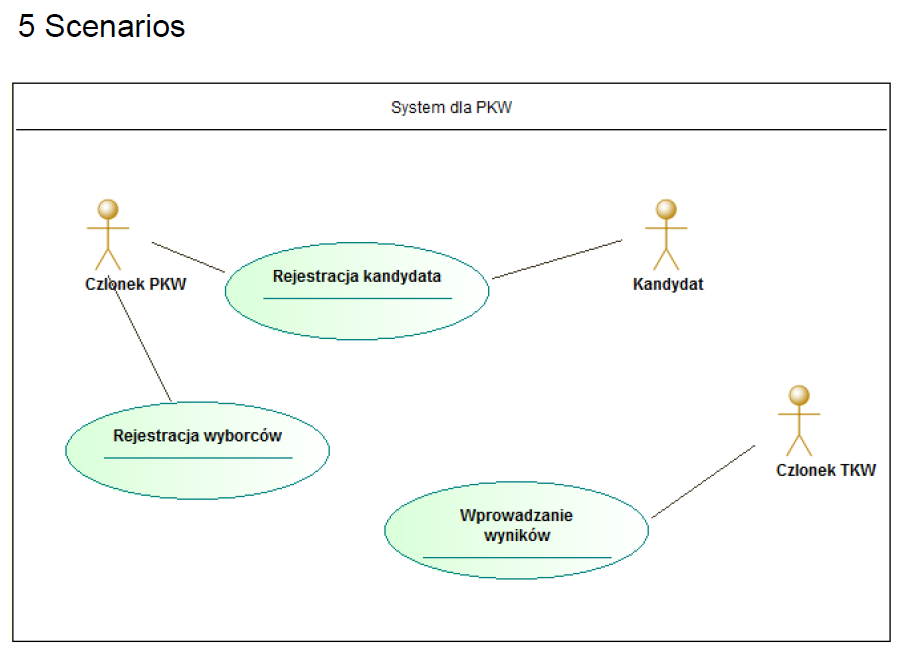 5 Scenarios
System dla PKW
Czlonek PKW
Rejestracja kandydata
Kandydat
Rejestracja wyborców
Czlonek TKW
Wprowadzanie
wyników